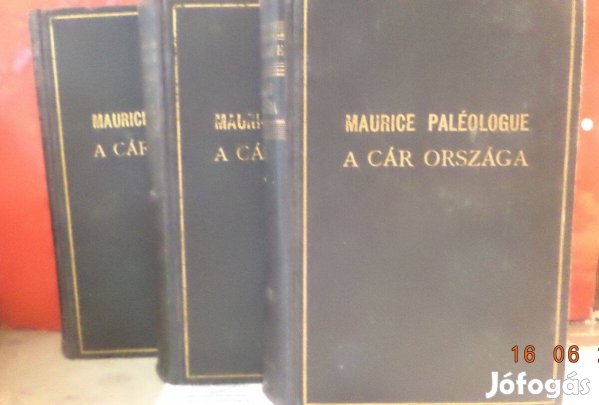 MAURICE
A CÁR
A CÁ
MAURICE PALÉOLOGUE
A CÁR ORSZÁGA
16 06
Jófogás